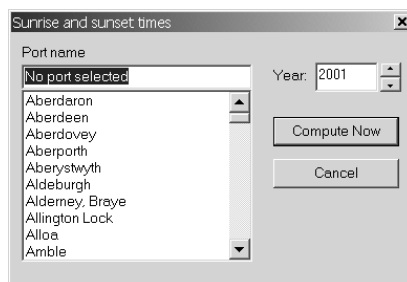 Sunrise and sunset times
Port name
No port selected
Year: 2001
Aberdaron
Aberdeen
Aberdovey
Aberporth
Aberystwyth
Aldeburgh
Alderney, Braye
Allington Lock
Alloa
Amble
Compute Now
Cancel